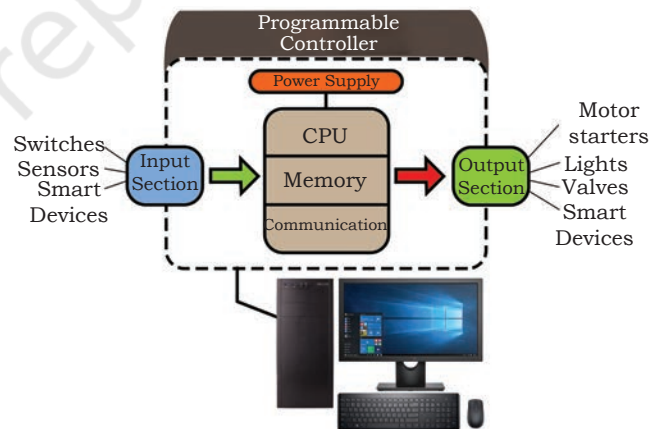 Programmable
Controller
Power Supply
CPU
Memory
Communication
Switches
Sensors
Smart
Devices
Input
Section
Output
Section
Motor
starters
Lights
Valves
Smart
Devices